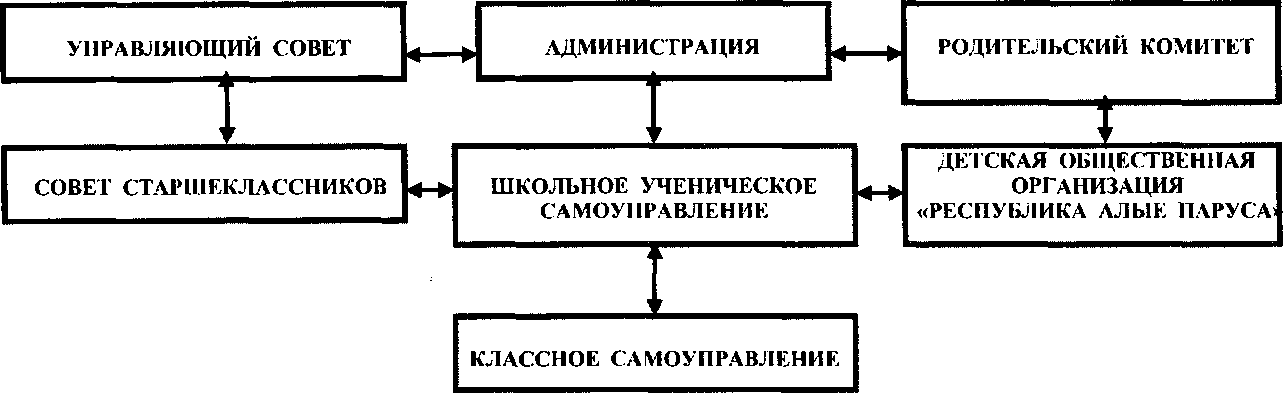 УПРАВЛЯЮЩИЙ СОВЕТ
АДМИНИСТРАЦИЯ
РОДИТЕЛЬСКИЙ КОМИТЕТ
СОВЕТ СТАРШЕКЛАССНИКОВ
ШКОЛЬНОЕ УЧЕНИЧЕСКОЕ
САМОУПРАВЛЕНИЕ
ДЕТСКАЯ ОБЩЕСТВЕННАЯ
ОРГАНИЗАЦИЯ
«РЕСПУБЛИКА АЛЫЕ ПАРУСА»
КЛАССНОЕ САМОУПРАВЛЕНИЕ